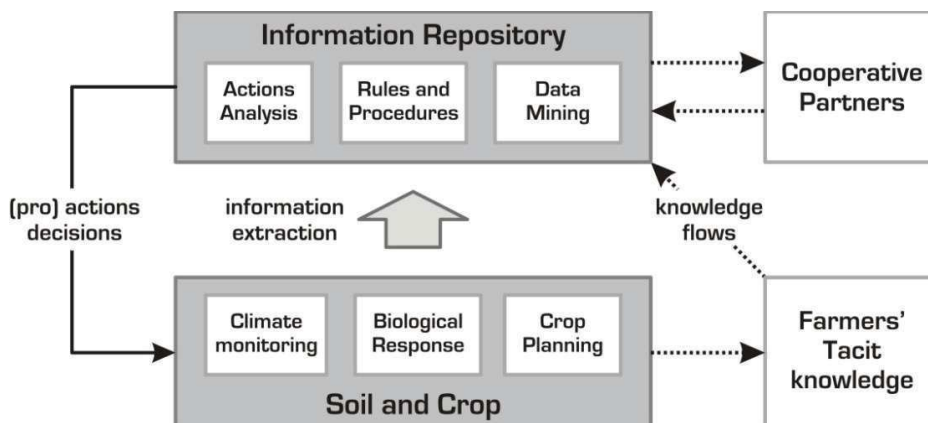 Information Repository
Actions
Analysis
Rules and
Procedures
Data
Mining
Cooperative
Partners
(pro) actions
decisions
information
extraction
knowledge
flows
Climate
monitoring
Biological
Response
Crop
Planning
Soil and Crop
Farmers'
Tacit
knowledge